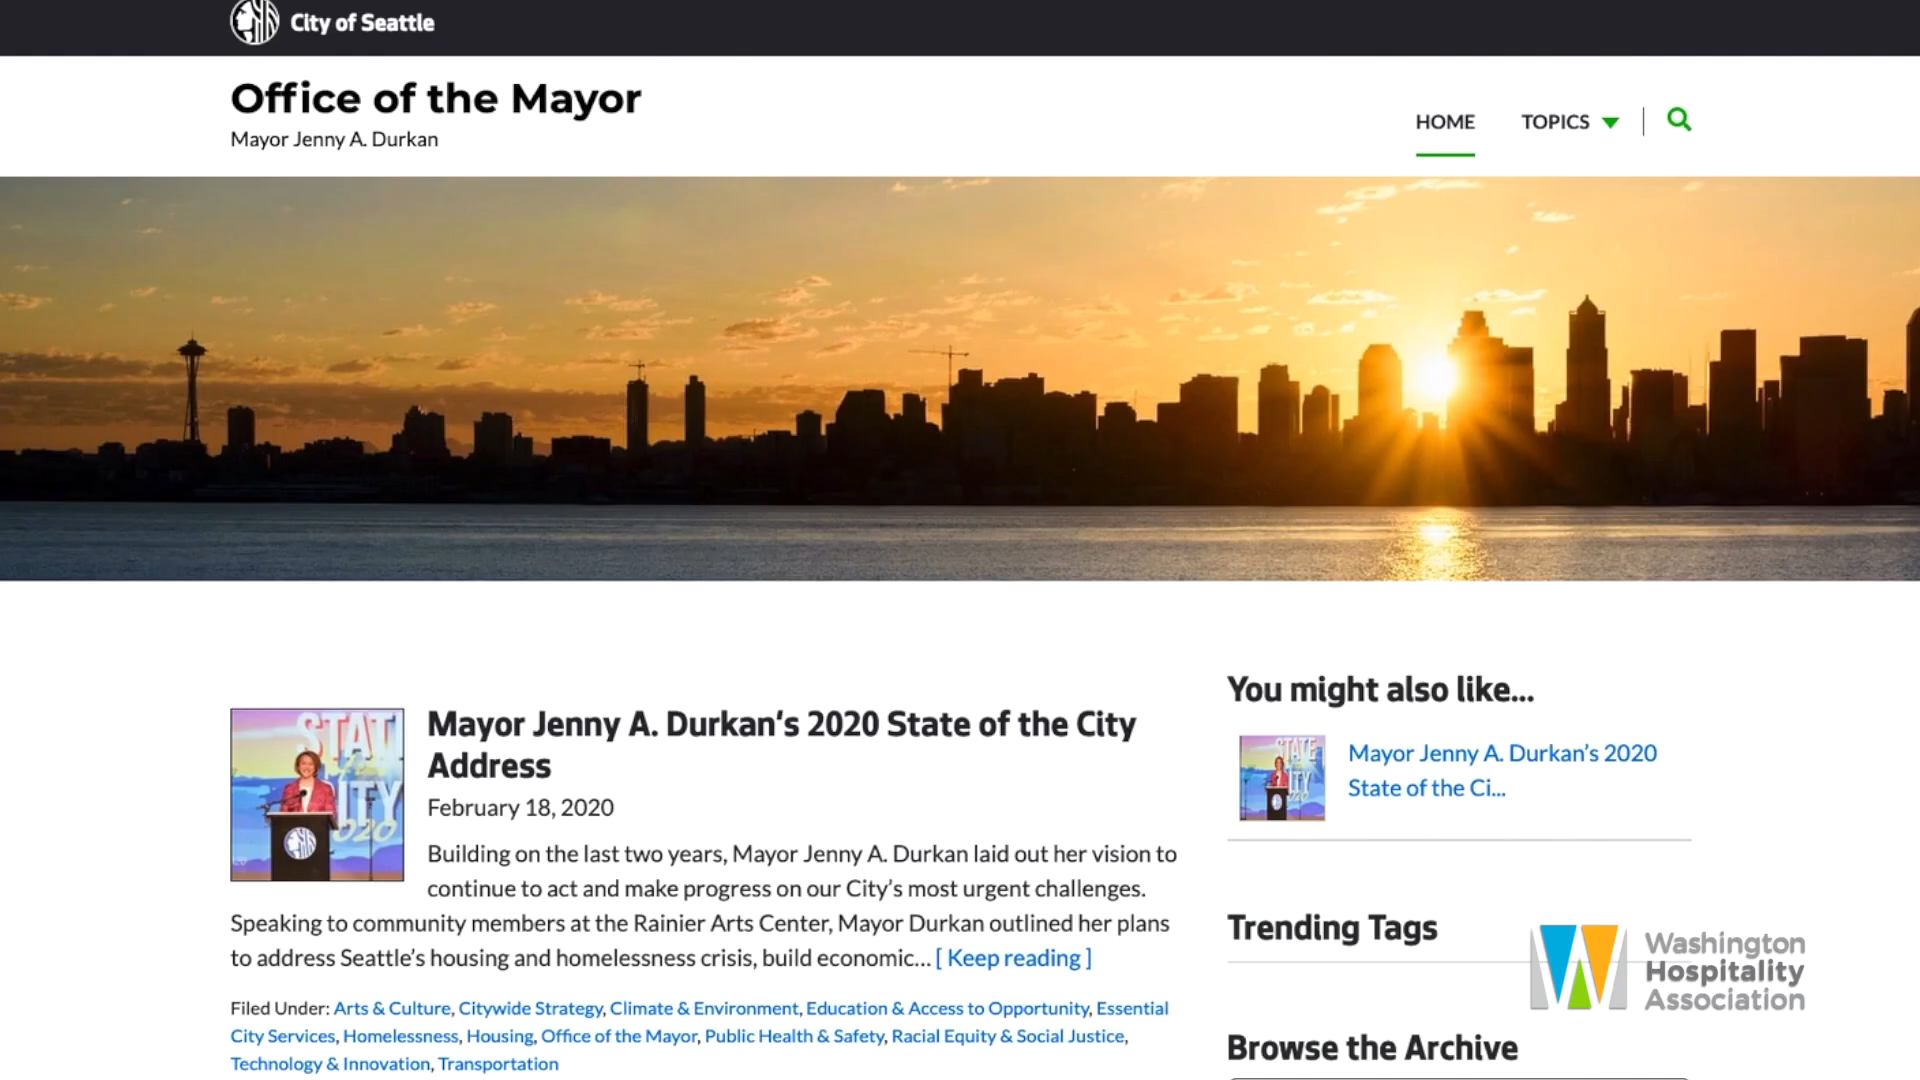 City of Seattle
Office of the Mayor
Mayor Jenny A. Durkan
HOME
TOPICS
STATE
CITY
2020
Mayor Jenny A. Durkan's 2020 State of the City
Address
February 18, 2020
Building on the last two years, Mayor Jenny A. Durkan laid out her vision to
continue to act and make progress on our City's most urgent challenges.
Speaking to community members at the Rainier Arts Center, Mayor Durkan outlined her plans
to address Seattle's housing and homelessness crisis, build economic... [ Keep reading ]
Filed Under: Arts & Culture, Citywide Strategy, Climate & Environment, Education & Access to Opportunity, Essential
City Services, Homelessness, Housing, Office of the Mayor, Public Health & Safety, Racial Equity & Social Justice,
Technology & Innovation, Transportation
You might also like...
Mayor Jenny A. Durkan's 2020
State of the Ci...
Trending Tags
Washington
Hospitality
Association
Browse the Archive